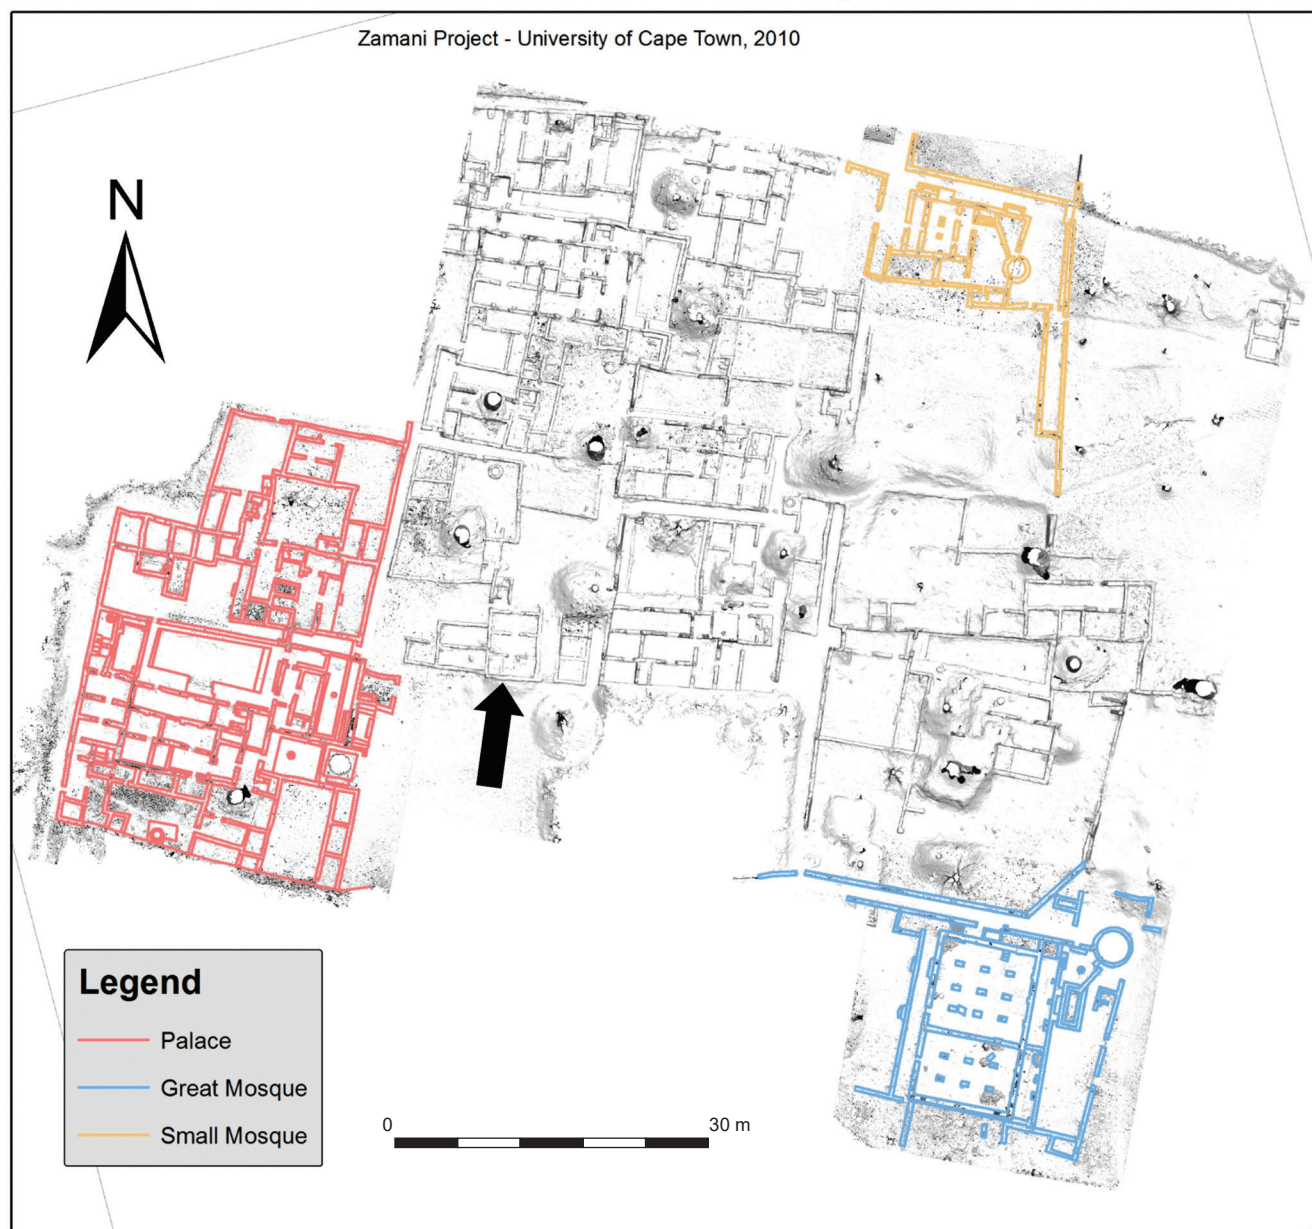 Zamani Project - University of Cape Town, 2010
N
Legend
Palace
Great Mosque
Small Mosque
0 30 m